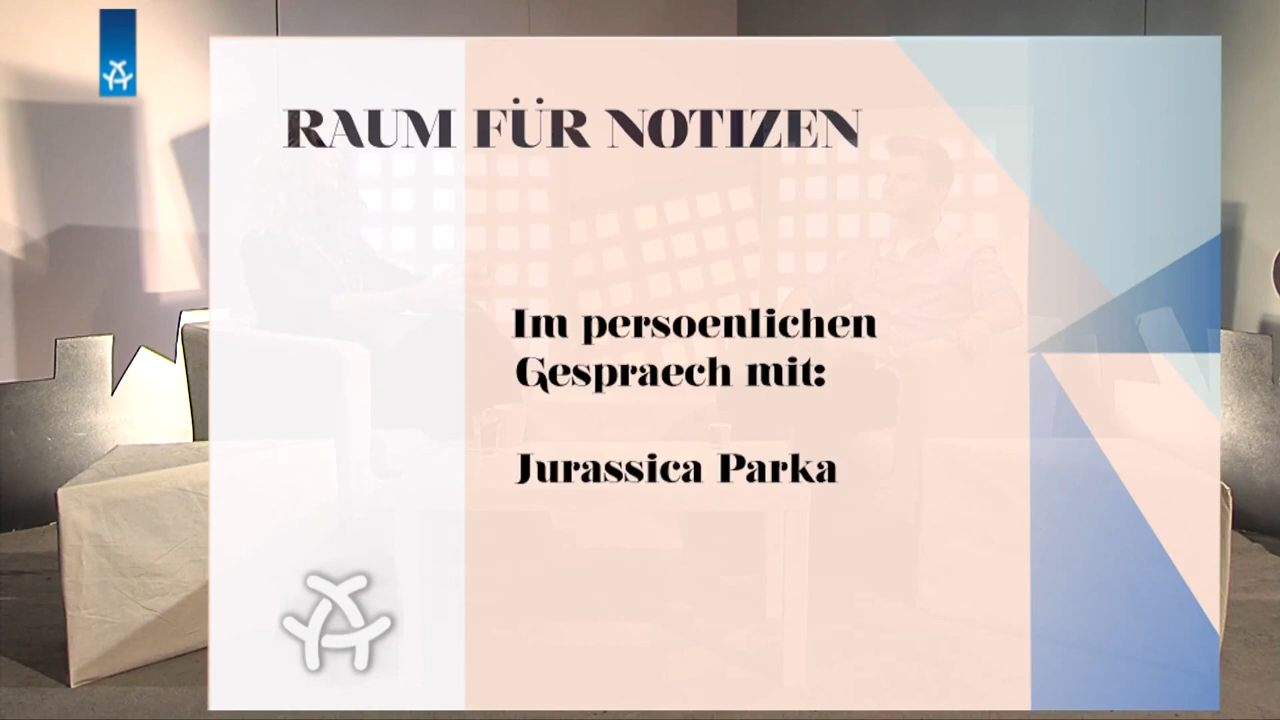 RAUM FÜR NOTIZEN
Im persoenlichen
Gespraech mit:
Jurassica Parka